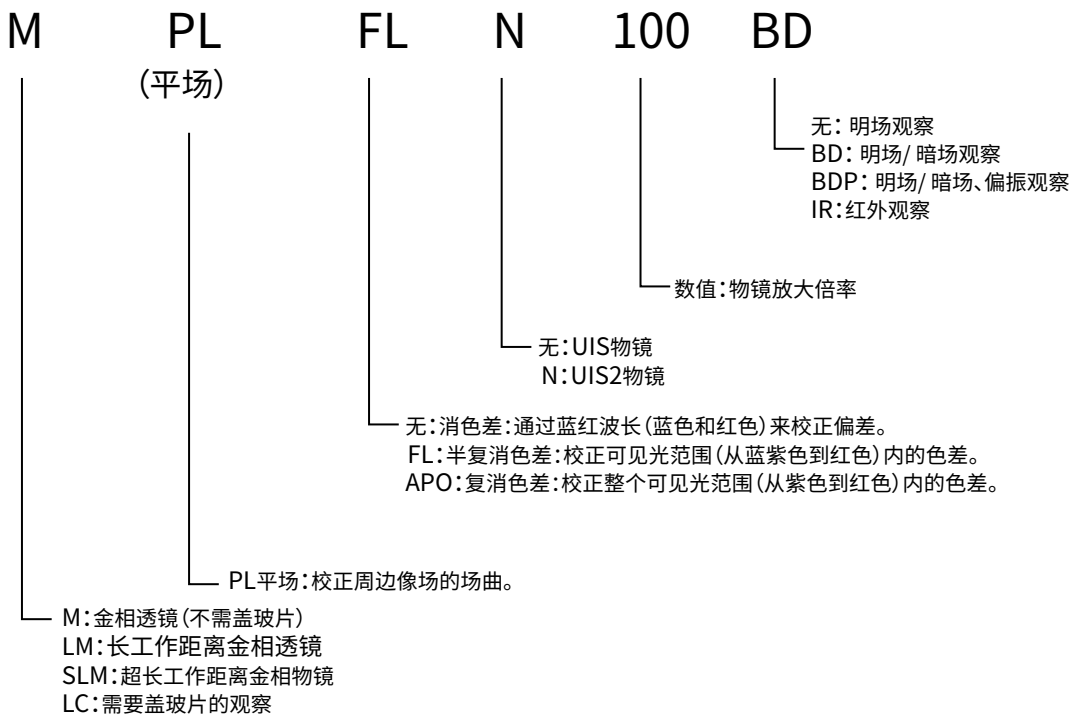 M PL FL N 100 BD
(平场)
无：明场观察
BD：明场/暗场观察
BDP：明场/暗场、偏振观察
IR：红外观察
数值：物镜放大倍率
无：UIS物镜
N：UIS2物镜
无：消色差：通过蓝红波长（蓝色和红色）来校正偏差。
FL：半复消色差：校正可见光范围（从蓝紫色到红色）内的色差。
APO：复消色差：校正整个可见光范围（从紫色到红色）内的色差。
PL平场：校正周边像场的场曲。
M：金相透镜（不需盖玻片）
LM：长工作距离金相透镜
SLM：超长工作距离金相物镜
LC：需要盖玻片的观察